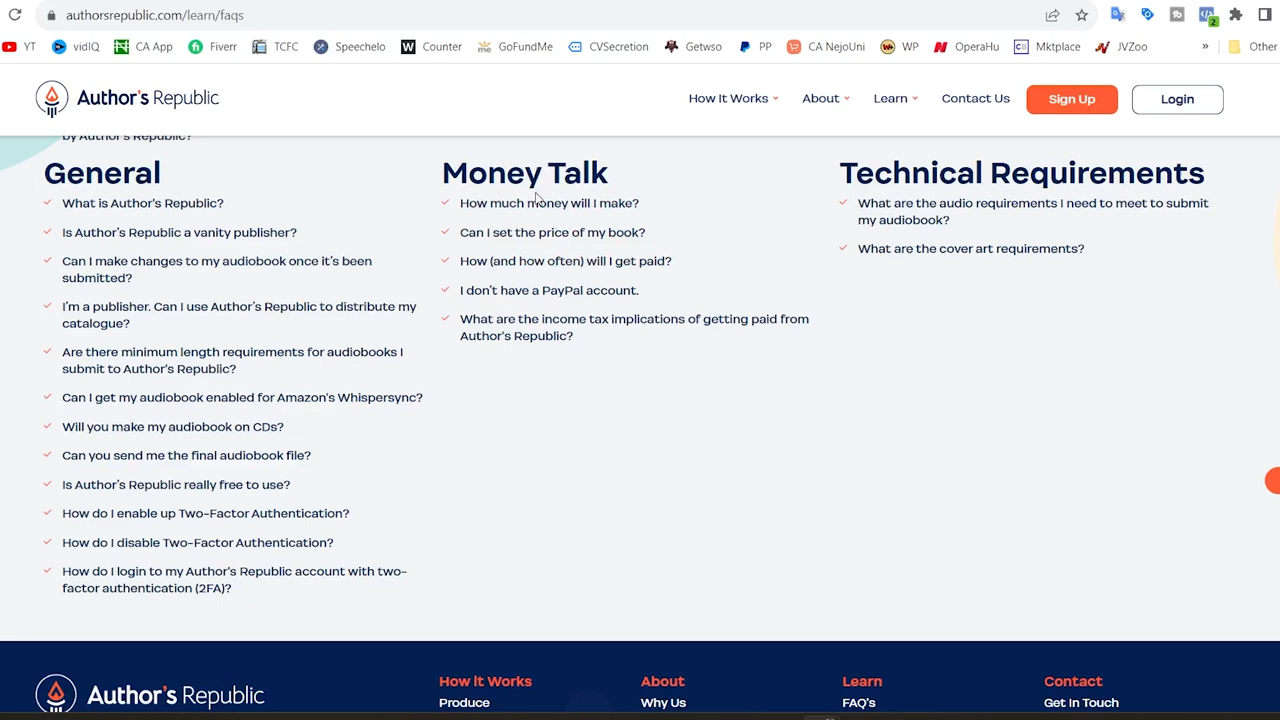 authorsrepublic.com/learn/faqs
YT vidIQ CA App Fiverr TCFC Speechelo Counter GoFundMe CVSecretion Getwso PP CA NejoUni WP OperaHu Mktplace JVZoo » Other
2
Author's Republic
How It Works About Learn Contact Us Sign Up Login
by Author's Republic?
General
What is Author's Republic?
Is Author's Republic a vanity publisher?
Can I make changes to my audiobook once it's been
submitted?
I'm a publisher. Can I use Author's Republic to distribute my
catalogue?
Are there minimum length requirements for audiobooks I
submit to Author's Republic?
Can I get my audiobook enabled for Amazon's Whispersync?
Will you make my audiobook on CDs?
Can you send me the final audiobook file?
Is Author's Republic really free to use?
How do I enable up Two-Factor Authentication?
How do I disable Two-Factor Authentication?
How do I login to my Author's Republic account with two-
factor authentication (2FA)?
Money Talk
How much money will I make?
Can I set the price of my book?
How (and how often) will I get paid?
I don't have a PayPal account.
What are the income tax implications of getting paid from
Author's Republic?
Technical Requirements
What are the audio requirements I need to meet to submit
my audiobook?
What are the cover art requirements?
Author's Republic
How it Works
Produce
About
Why Us
Learn
FAQ's
Contact
Get In Touch